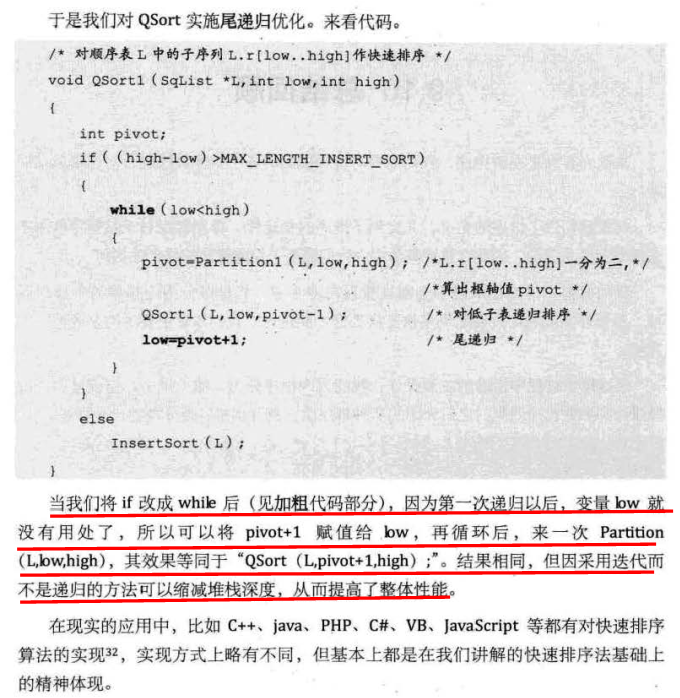 于是我们对 QSort 实施尾递归优化。来看代码。
/* 对顺序表 L 中的子序列 L.r[low..high]作快速排序 */
void QSort1(SqList *L,int low,int high)
{
int pivot;
if((high-low)>MAX_LENGTH_INSERT_SORT)
{
while(low<high)
{
pivot=Partition1(L,low,high); /*L.r[low..high]一分为二,*/
/*算出枢轴值 pivot */
QSort1(L,low,pivot-1); /* 对低子表递归排序 */
low=pivot+1; /* 尾递归 */
}
}
else
InsertSort(L);
}
当我们将 if 改成 while 后（见加粗代码部分），因为第一次递归以后，变量 low 就
没有用处了，所以可以将 pivot+1 赋值给 low，再循环后，来一次 Partition
(L,low,high)，其效果等同于“QSort（L,pivot+1,high）;”。结果相同，但因采用迭代而
不是递归的方法可以缩减堆栈深度，从而提高了整体性能。
在现实的应用中，比如 C++、java、PHP、C#、VB、JavaScript 等都有对快速排序
算法的实现32，实现方式上略有不同，但基本上都是在我们讲解的快速排序法基础上
的精神体现。